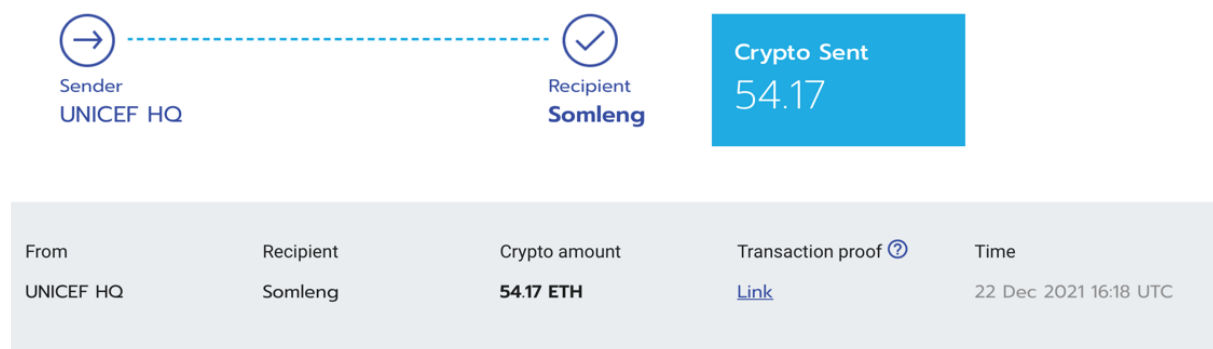 Sender
UNICEF HQ
Recipient
Somleng
Crypto Sent
54.17
From Recipient Crypto amount Transaction proof ? Time
UNICEF HQ Somleng 54.17 ETH Link 22 Dec 2021 16:18 UTC